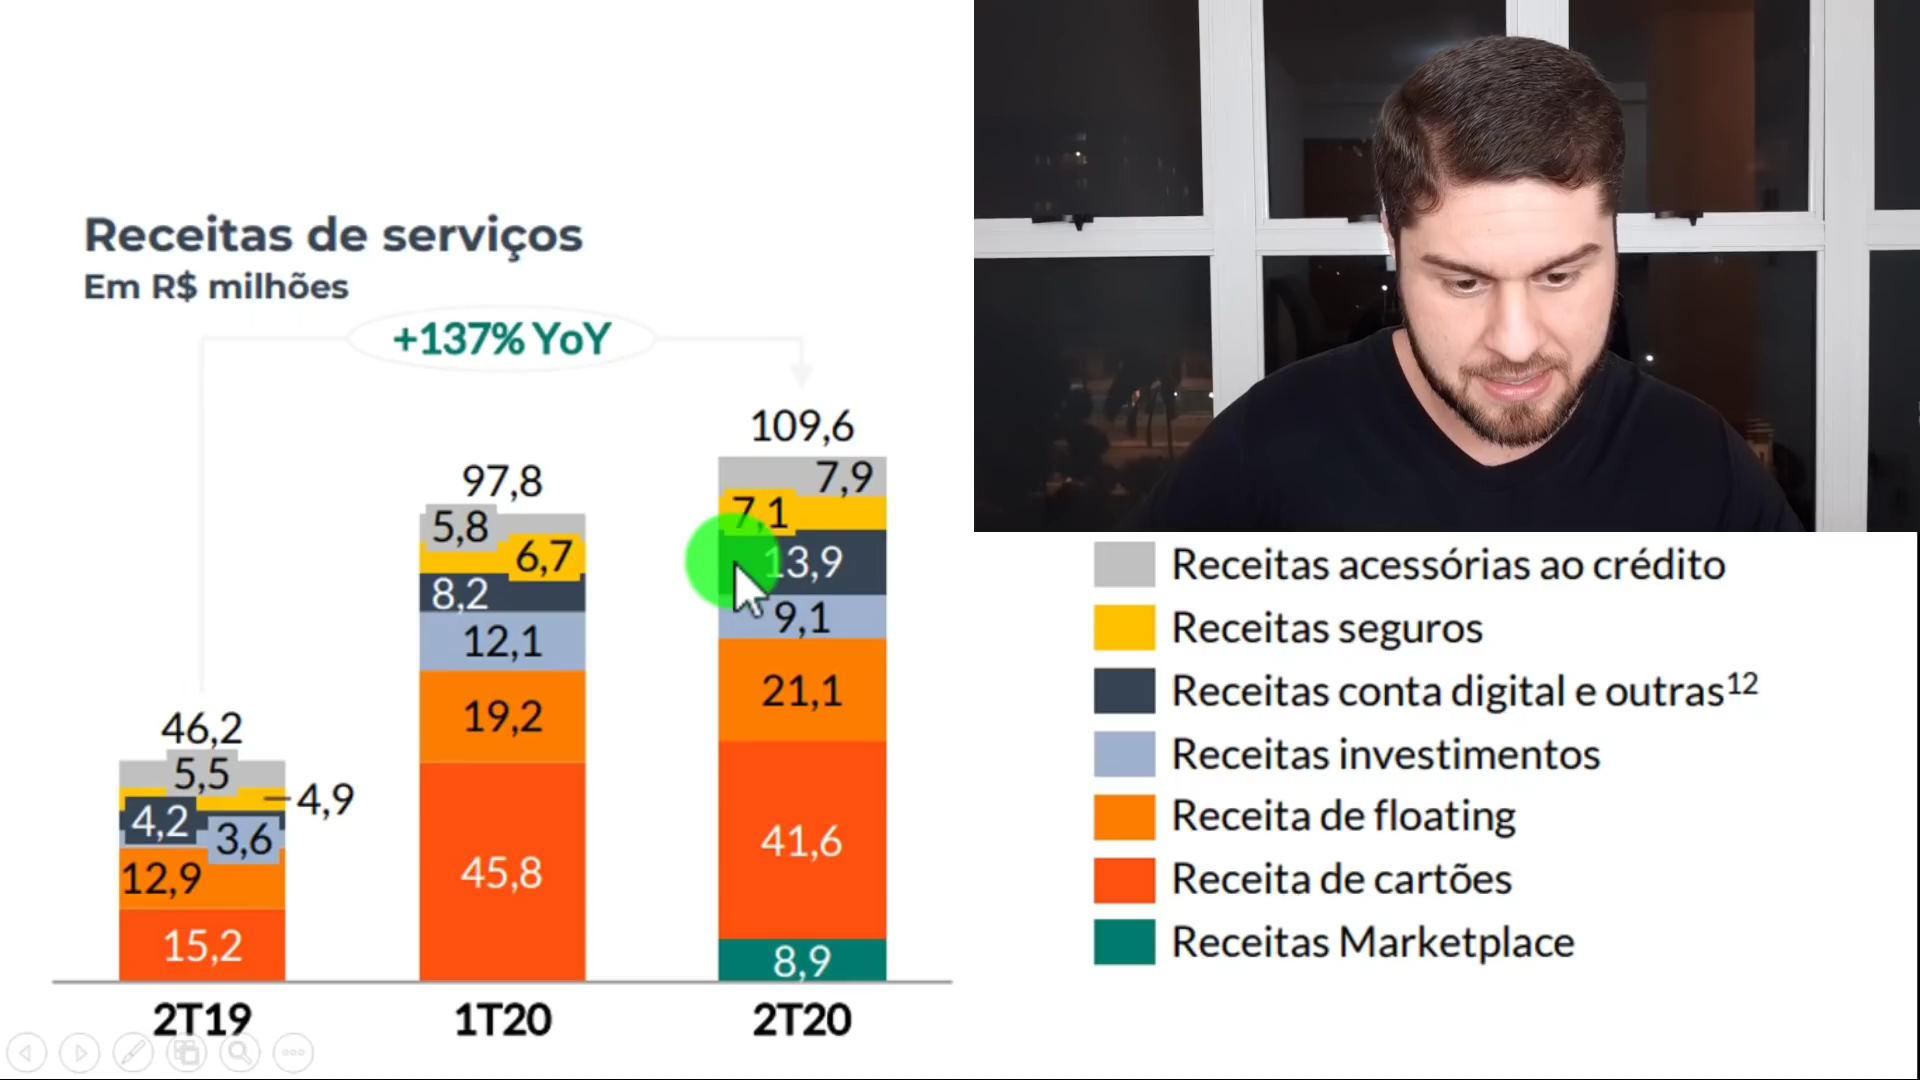 Receitas de serviços
Em R$ milhões
+137% YoY
46,2
5,5
4,9
4,2
3,6
12,9
15,2
2T19
97,8
5,8
6,7
8,2
12,1
19,2
45,8
1T20
109,6
7,9
7,1
13,9
9,1
21,1
41,6
8,9
2T20
Receitas acessórias ao crédito
Receitas seguros
Receitas conta digital e outras¹²
Receitas investimentos
Receita de floating
Receita de cartões
Receitas Marketplace